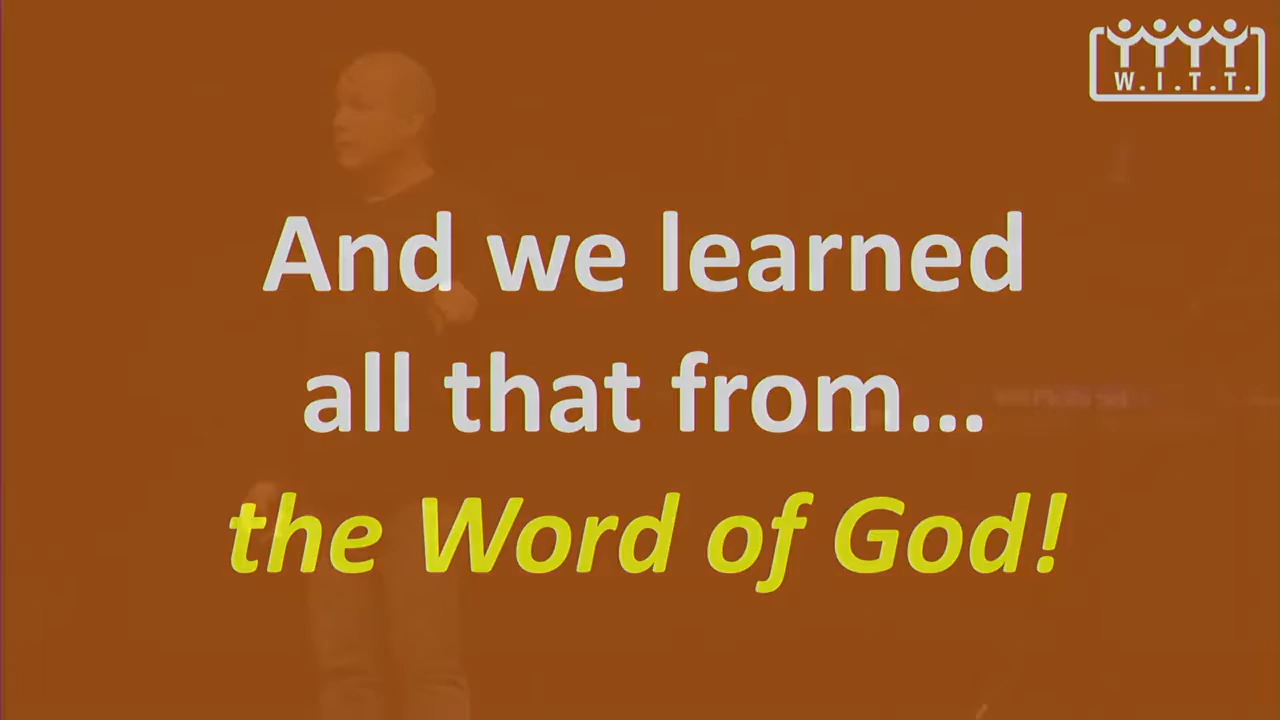 W.I.T.T.
And we learned
all that from...
the Word of God!